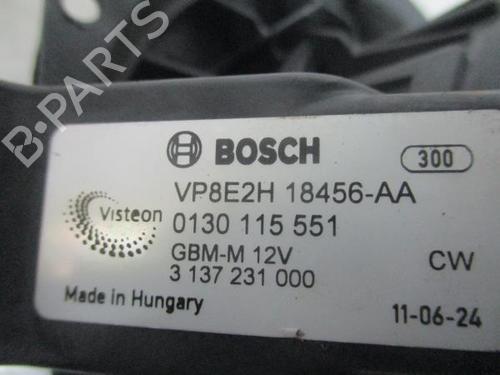 B-PARTS
BOSCH
300
VP8E2H 18456-AA
Visteon
0130 115 551
GBM-M 12V
CW
3 137 231 000
Made in Hungary
11-06-24